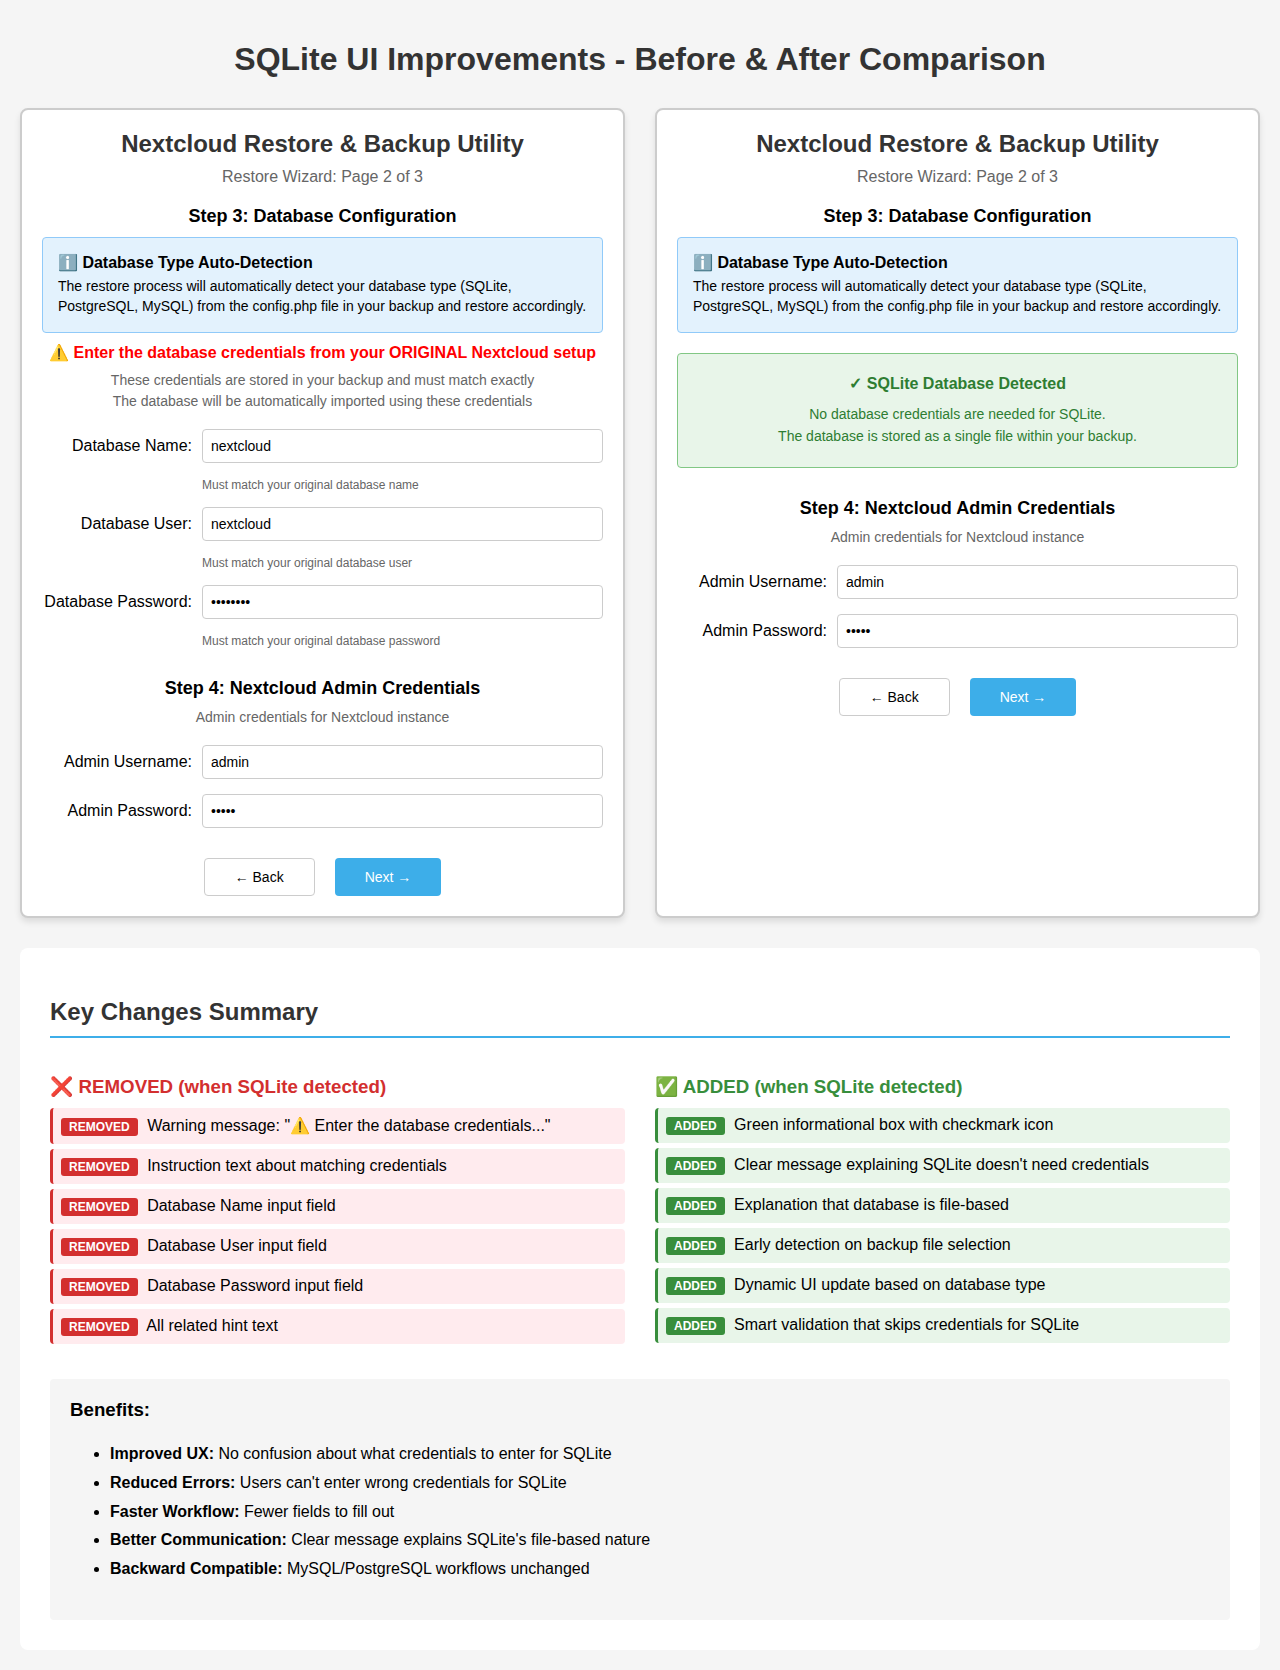 SQLite UI Improvements - Before & After Comparison
Nextcloud Restore & Backup Utility
Restore Wizard: Page 2 of 3
Step 3: Database Configuration
ℹ️ Database Type Auto-Detection
The restore process will automatically detect your database type (SQLite,
PostgreSQL, MySQL) from the config.php file in your backup and restore accordingly.
⚠️ Enter the database credentials from your ORIGINAL Nextcloud setup
These credentials are stored in your backup and must match exactly
The database will be automatically imported using these credentials
Database Name: nextcloud
Must match your original database name
Database User: nextcloud
Must match your original database user
Database Password: ••••••••
Must match your original database password
Step 4: Nextcloud Admin Credentials
Admin credentials for Nextcloud instance
Admin Username: admin
Admin Password: •••••
← Back Next →
Nextcloud Restore & Backup Utility
Restore Wizard: Page 2 of 3
Step 3: Database Configuration
ℹ️ Database Type Auto-Detection
The restore process will automatically detect your database type (SQLite,
PostgreSQL, MySQL) from the config.php file in your backup and restore accordingly.
✓ SQLite Database Detected
No database credentials are needed for SQLite.
The database is stored as a single file within your backup.
Step 4: Nextcloud Admin Credentials
Admin credentials for Nextcloud instance
Admin Username: admin
Admin Password: •••••
← Back Next →
Key Changes Summary
❌ REMOVED (when SQLite detected)
REMOVED Warning message: "⚠️ Enter the database credentials..."
REMOVED Instruction text about matching credentials
REMOVED Database Name input field
REMOVED Database User input field
REMOVED Database Password input field
REMOVED All related hint text
✅ ADDED (when SQLite detected)
ADDED Green informational box with checkmark icon
ADDED Clear message explaining SQLite doesn't need credentials
ADDED Explanation that database is file-based
ADDED Early detection on backup file selection
ADDED Dynamic UI update based on database type
ADDED Smart validation that skips credentials for SQLite
Benefits:
• Improved UX: No confusion about what credentials to enter for SQLite
• Reduced Errors: Users can't enter wrong credentials for SQLite
• Faster Workflow: Fewer fields to fill out
• Better Communication: Clear message explains SQLite's file-based nature
• Backward Compatible: MySQL/PostgreSQL workflows unchanged